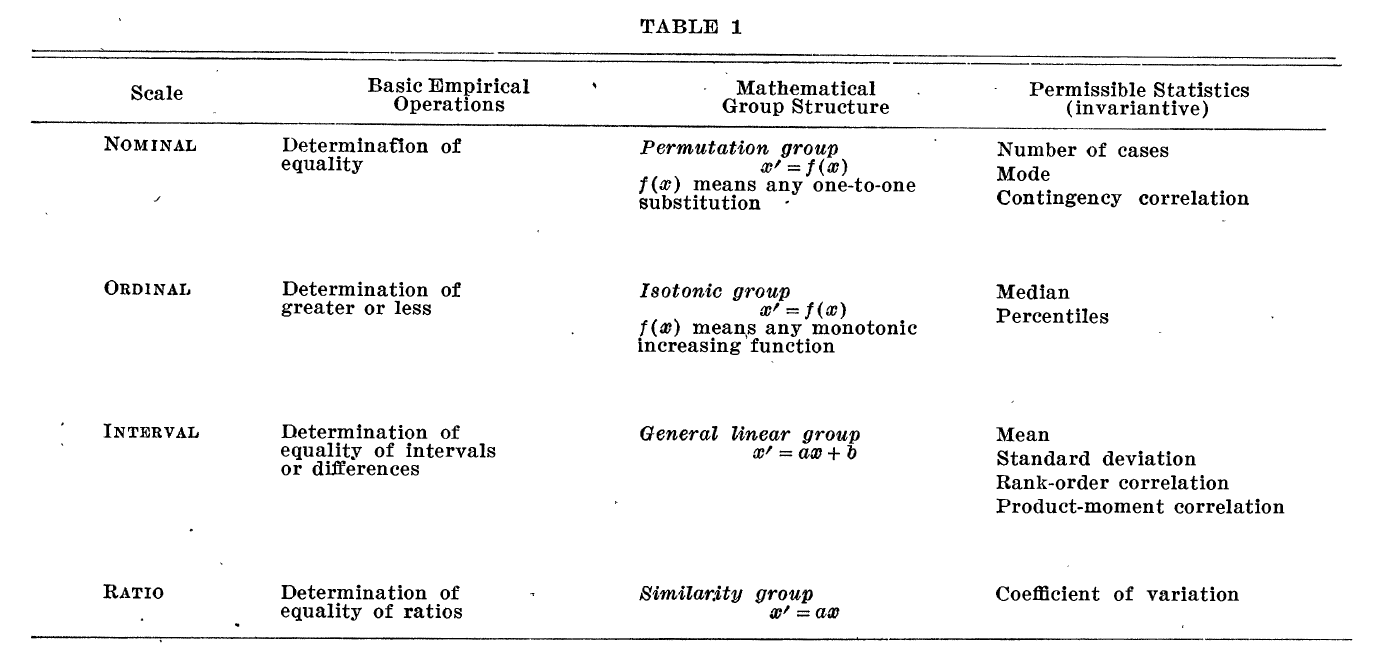 TABLE 1
Scale
Basic Empirical
Operations
Mathematical
Group Structure
Permissible Statistics
(invariantive)
NOMINAL
Determination of
equality
Permutation group
x′ = f(x)
f(x) means any one-to-one
substitution
Number of cases
Mode
Contingency correlation
ORDINAL
Determination of
greater or less
Isotonic group
x′ = f(x)
f(x) means any monotonic
increasing function
Median
Percentiles
INTERVAL
Determination of
equality of intervals
or differences
General linear group
x′ = ax + b
Mean
Standard deviation
Rank-order correlation
Product-moment correlation
RATIO
Determination of
equality of ratios
Similarity group
x′ = ax
Coefficient of variation